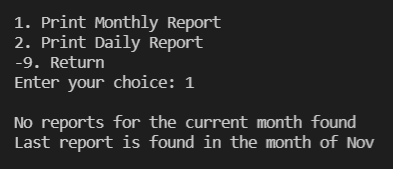 1. Print Monthly Report
2. Print Daily Report
-9. Return
Enter your choice: 1
No reports for the current month found
Last report is found in the month of Nov